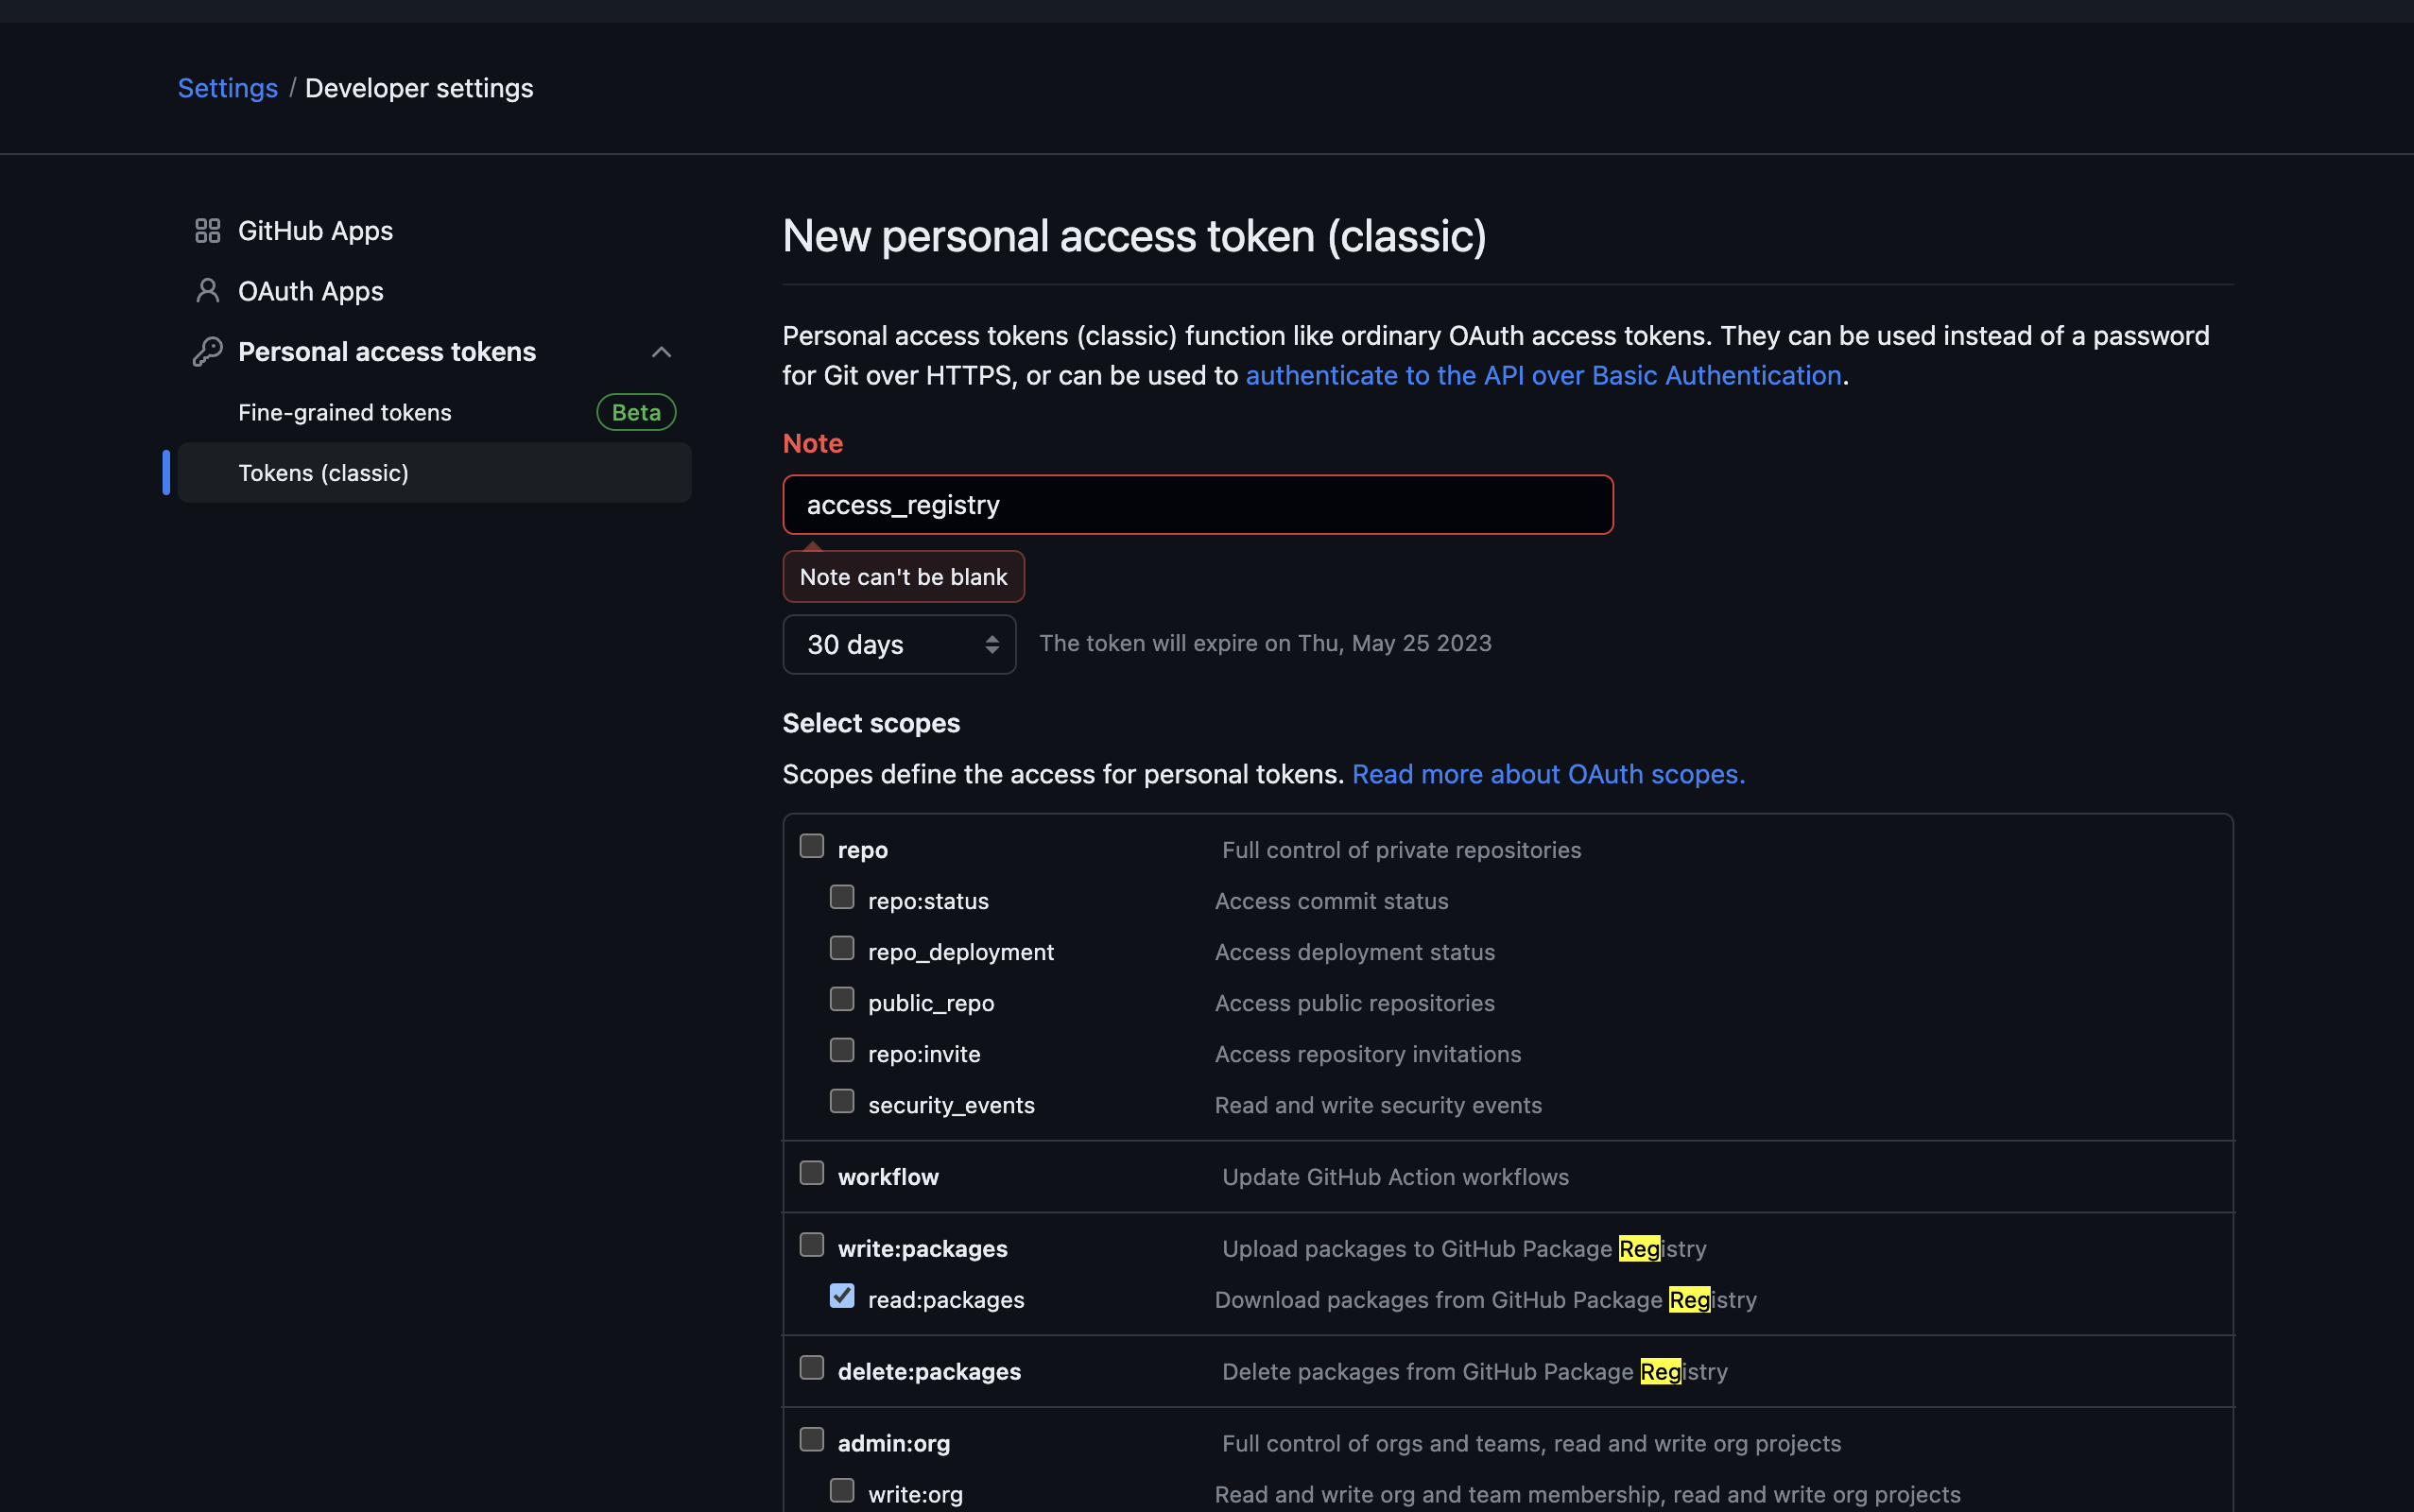 Settings / Developer settings
GitHub Apps
OAuth Apps
Personal access tokens
Fine-grained tokens Beta
Tokens (classic)
New personal access token (classic)
Personal access tokens (classic) function like ordinary OAuth access tokens. They can be used instead of a password
for Git over HTTPS, or can be used to authenticate to the API over Basic Authentication.
Note
access_registry
Note can't be blank
30 days The token will expire on Thu, May 25 2023
Select scopes
Scopes define the access for personal tokens. Read more about OAuth scopes.
repo Full control of private repositories
repo:status Access commit status
repo_deployment Access deployment status
public_repo Access public repositories
repo:invite Access repository invitations
security_events Read and write security events
workflow Update GitHub Action workflows
write:packages Upload packages to GitHub Package Registry
read:packages Download packages from GitHub Package Registry
delete:packages Delete packages from GitHub Package Registry
admin:org Full control of orgs and teams, read and write org projects
write:org Read and write org and team membership, read and write org projects